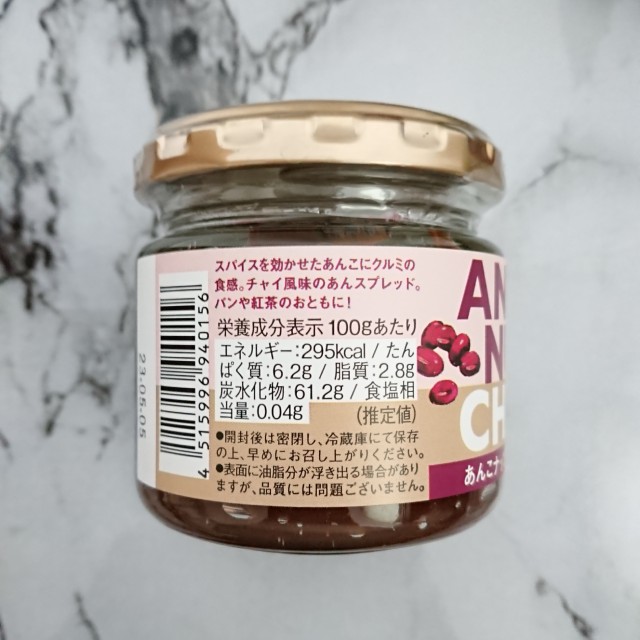 スパイスを効かせたあんこにクルミの
食感。チャイ風味のあんスプレッド。
パンや紅茶のおともに!
栄養成分表示 100gあたり
エネルギー:295kcal / たん
ぱく質:6.2g / 脂質:2.8g
炭水化物:61.2g / 食塩相
当量:0.04g (推定値)
●開封後は密閉し、冷蔵庫にて保存
の上、早めにお召し上がりください。
●表面に油脂分が浮き出る場合があり
ますが、品質には問題ございません。
4 515996 940156
23.05.05
AN
N
CH
あんこナッ